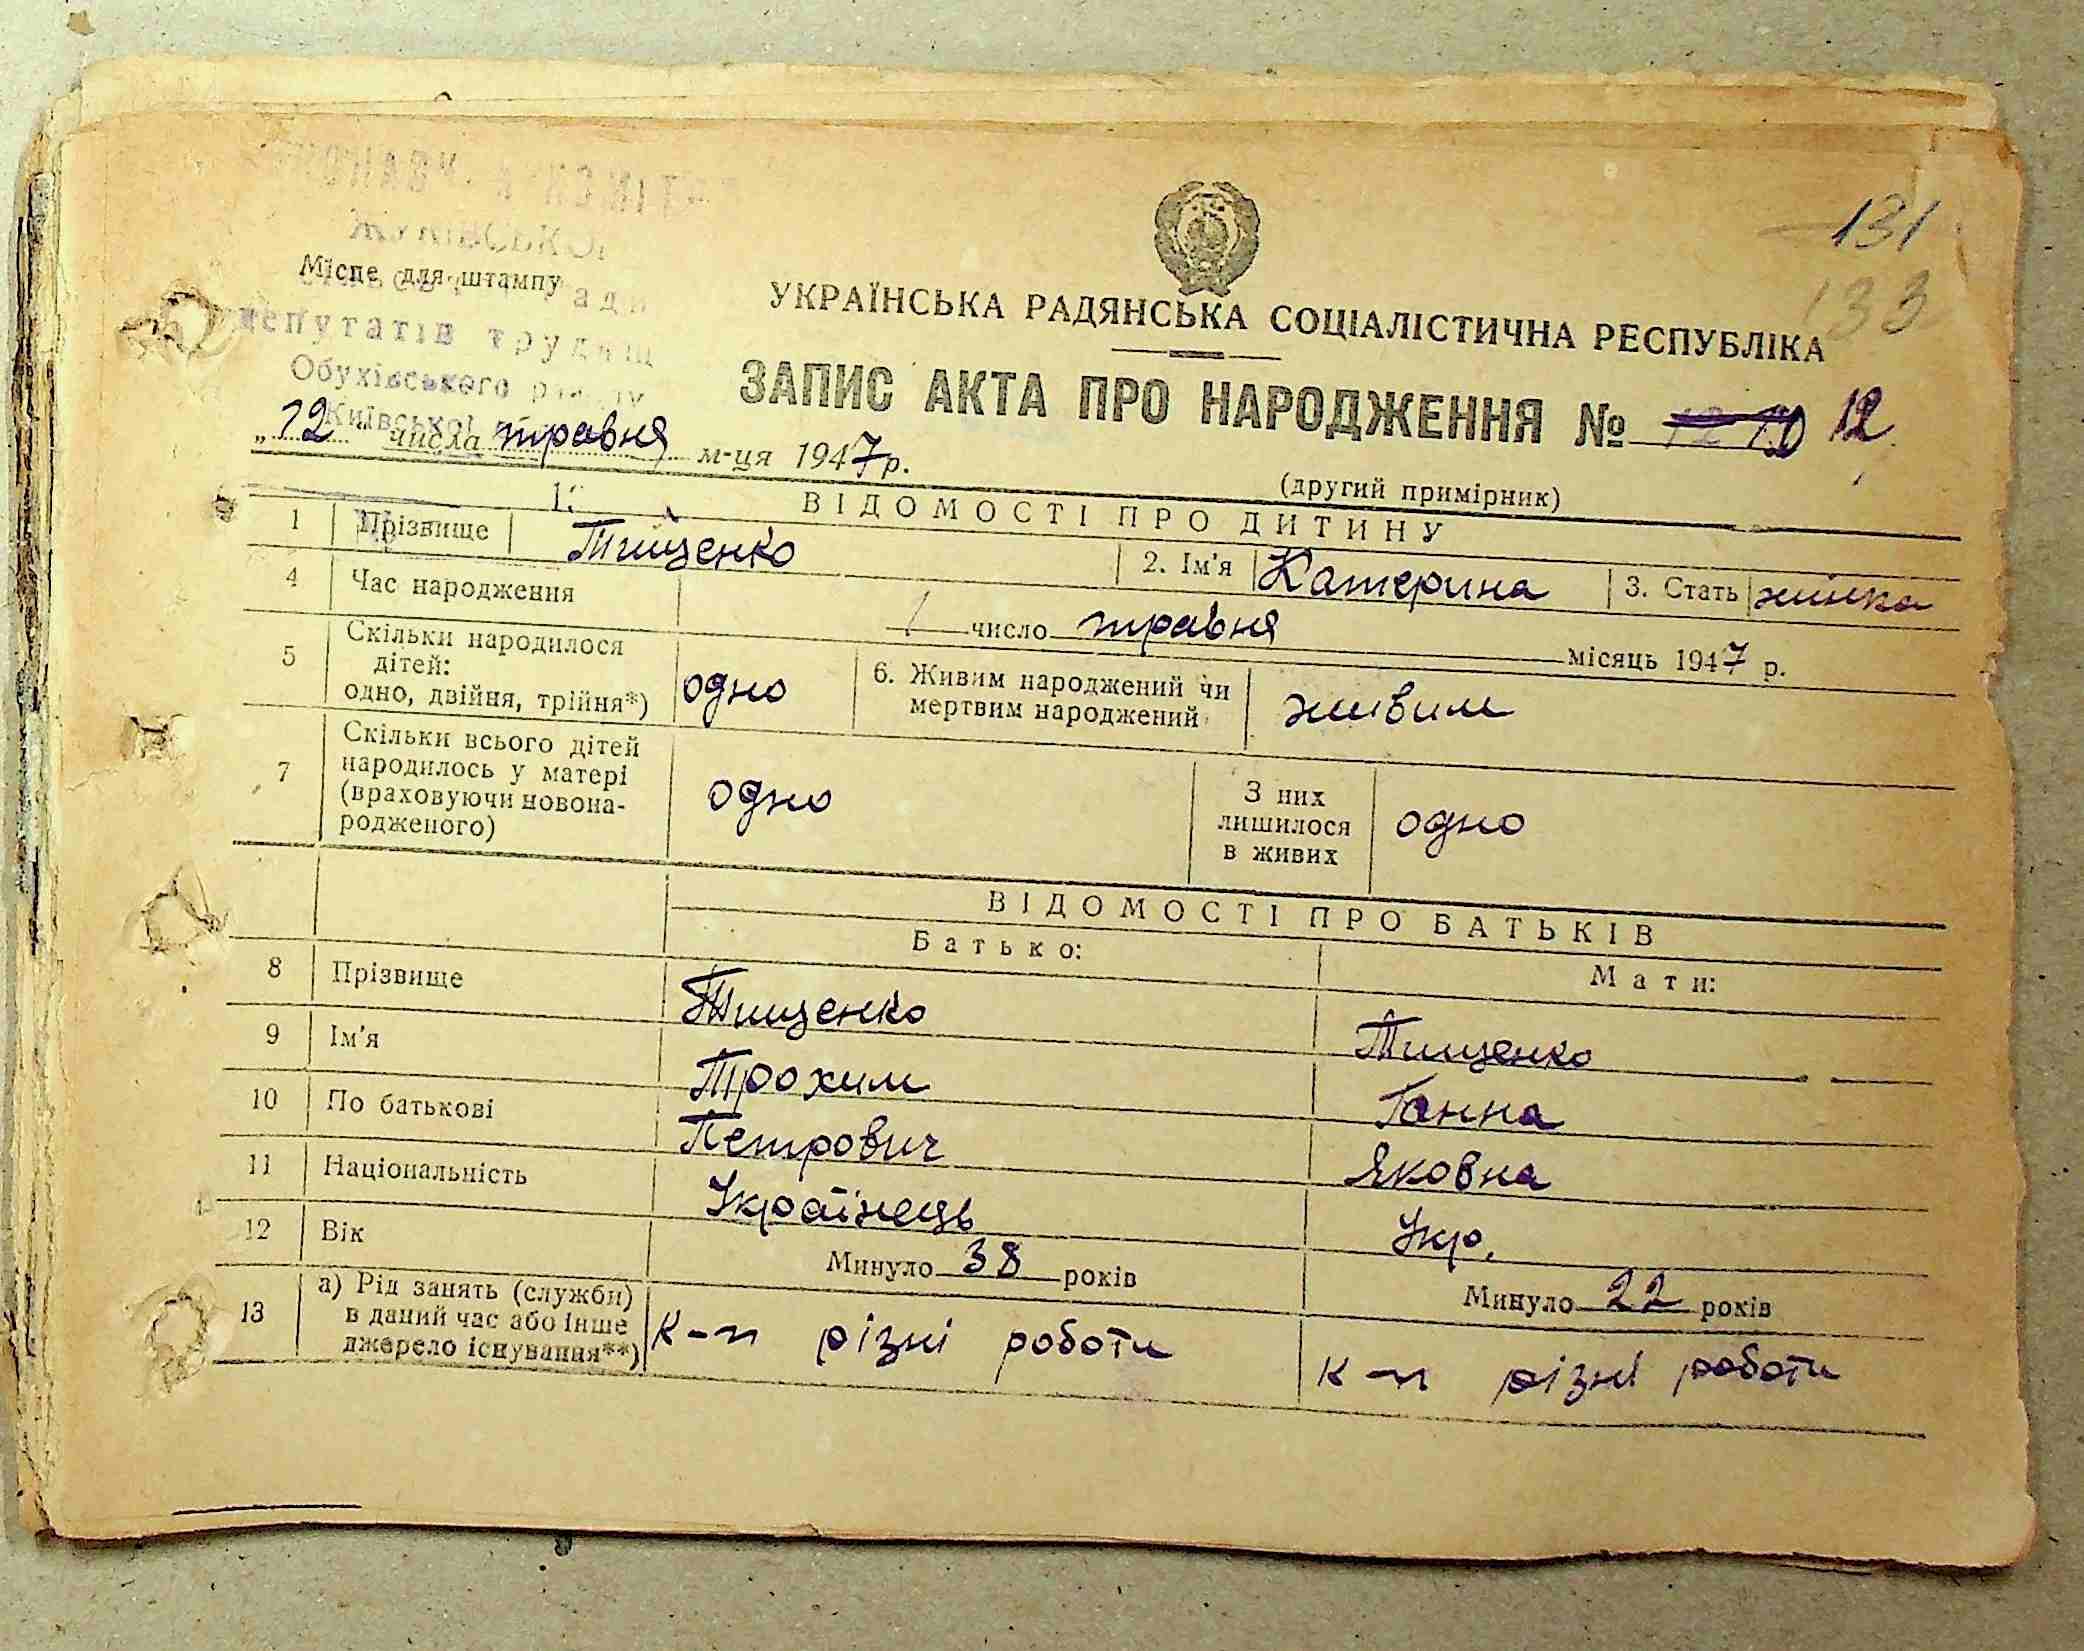 131
133
Місце для штампу
депутатів трудящ
Обухівського району
Київської
УКРАЇНСЬКА РАДЯНСЬКА СОЦІАЛІСТИЧНА РЕСПУБЛІКА
ЗАПИС АКТА ПРО НАРОДЖЕННЯ № 12
„12" числа травня м-ця 1947 р.
(другий примірник)
1. ВІДОМОСТІ ПРО ДИТИНУ
1 Прізвище Тищенко 2. Ім'я Катерина 3. Стать жінка
4 Час народження 1 число травня місяць 1947 р.
5 Скільки народилося
дітей:
одно, двійня, трійня*) одно
6. Живим народжений чи
мертвим народжений живим
7 Скільки всього дітей
народилось у матері
(враховуючи новона-
родженого) одно
З них
лишилося
в живих одно
ВІДОМОСТІ ПРО БАТЬКІВ
Батько: Мати:
8 Прізвище Тищенко Тищенко
9 Ім'я Трохим Ганна
10 По батькові Петрович Яковна
11 Національність Українець Укр.
12 Вік Минуло 38 років Минуло 22 років
13 а) Рід занять (служби)
в даний час або інше
джерело існування**) к-п різні роботи к-п різні роботи